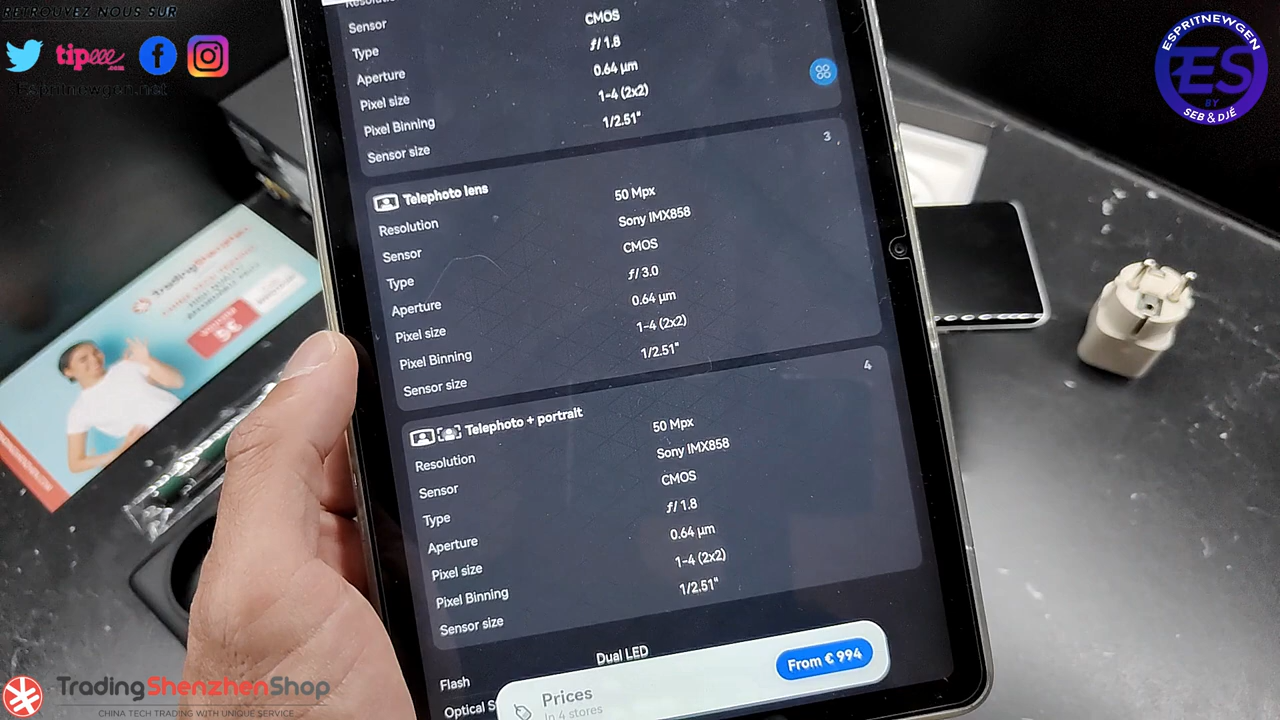 RETROUVEZ NOUS SUR
tipeee
.com
Espritnewgen.net
ESPRITNEWGEN
ES
BY
SEB & DJÉ
Sensor CMOS
Type ƒ/ 1.8
Aperture 0.64 µm
Pixel size 1-4 (2x2)
Pixel Binning 1/2.51"
Sensor size
3
Telephoto lens
Resolution 50 Mpx
Sensor Sony IMX858
Type CMOS
Aperture ƒ/ 3.0
Pixel size 0.64 µm
Pixel Binning 1-4 (2x2)
Sensor size 1/2.51"
4
Telephoto + portrait
Resolution 50 Mpx
Sensor Sony IMX858
Type CMOS
Aperture ƒ/ 1.8
Pixel size 0.64 µm
Pixel Binning 1-4 (2x2)
Sensor size 1/2.51"
Flash Dual LED
Optical S
Prices
In 4 stores
From € 994
TradingShenzhenShop
CHINA TECH TRADING WITH UNIQUE SERVICE